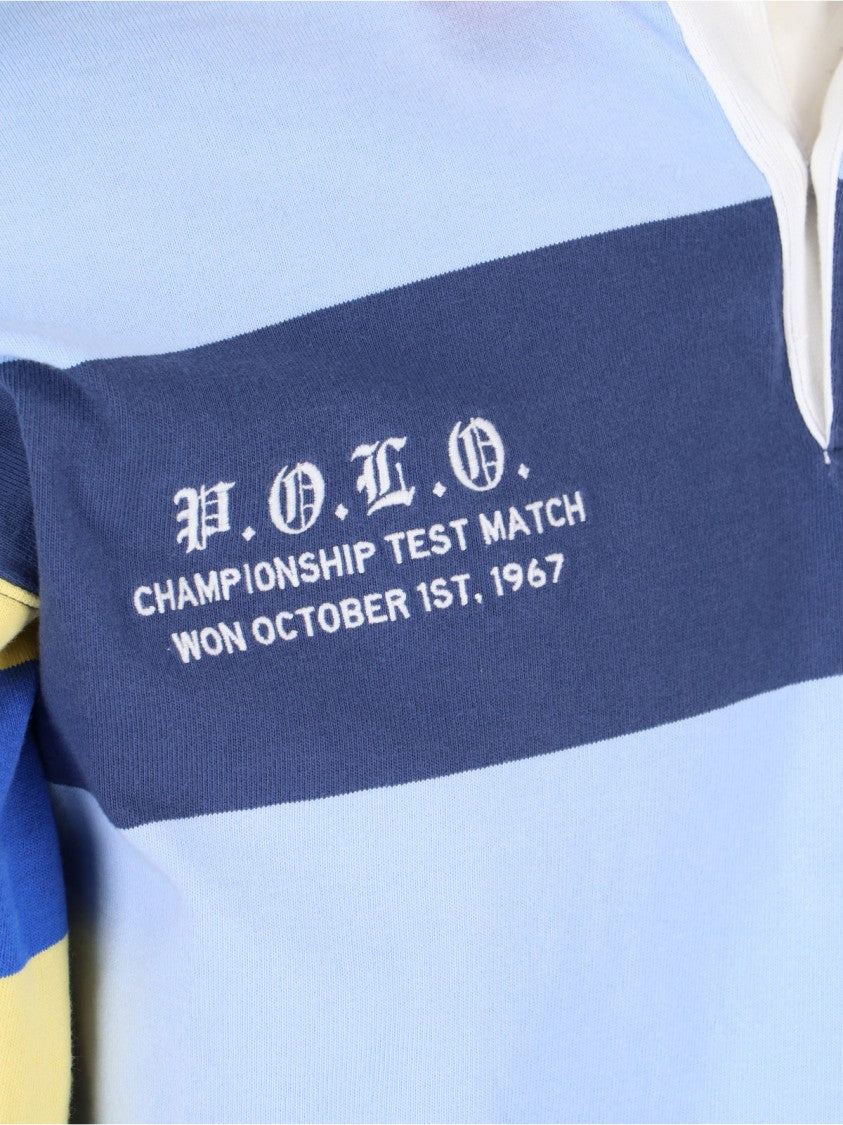 P.O.L.O.
CHAMPIONSHIP TEST MATCH
WON OCTOBER 1ST, 1967